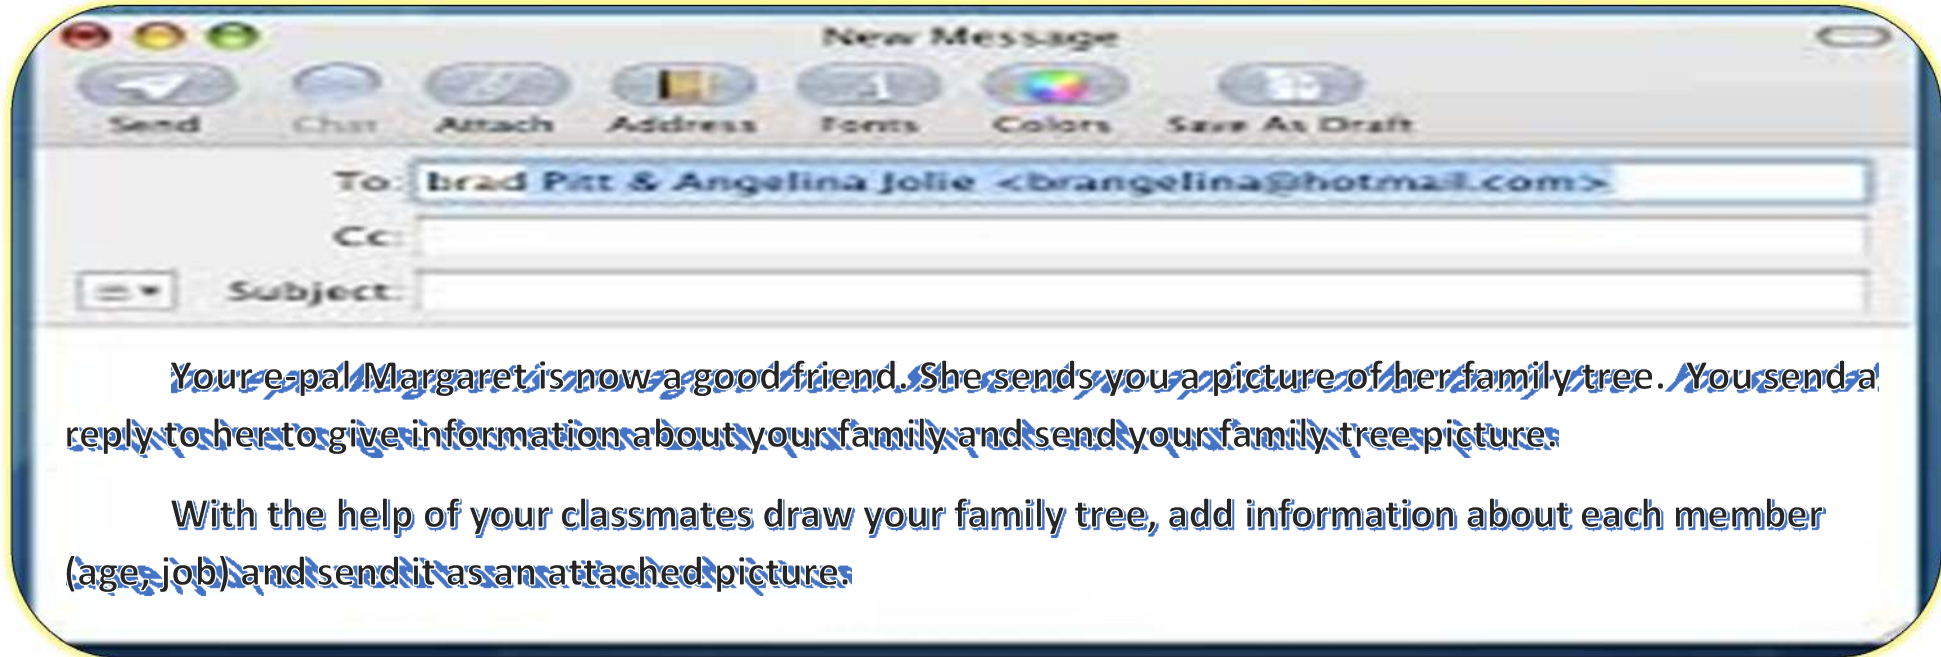 New Message
Send Chat Attach Address Fonts Colors Save As Draft
To: brad Pitt & Angelina Jolie <brangelina@hotmail.com>
Cc:
Subject:
Your e-pal Margaret is now a good friend. She sends you a picture of her family tree. You send a
reply to her to give information about your family and send your family tree picture.
With the help of your classmates draw your family tree, add information about each member
(age, job) and send it as an attached picture.